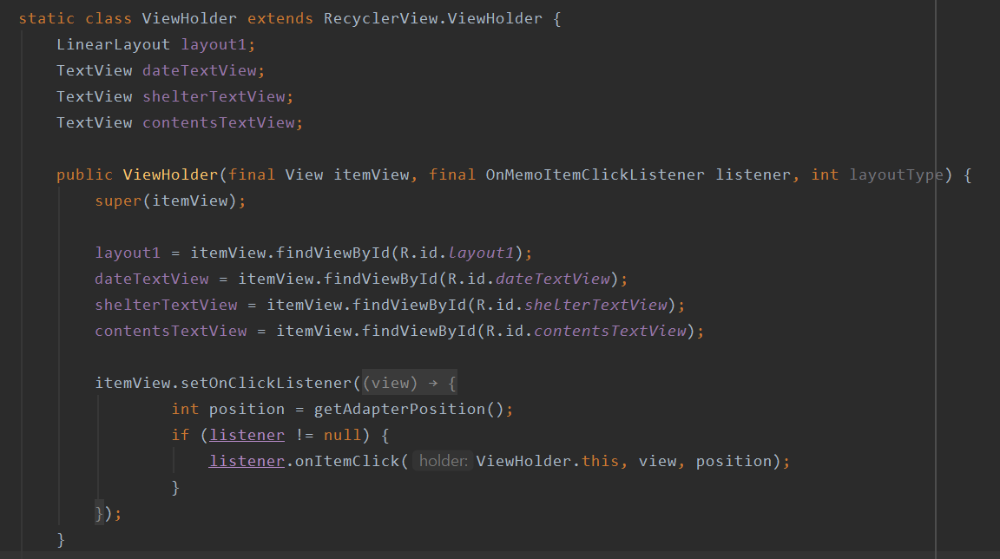 static class ViewHolder extends RecyclerView.ViewHolder {
LinearLayout layout1;
TextView dateTextView;
TextView shelterTextView;
TextView contentsTextView;
public ViewHolder(final View itemView, final OnMemoItemClickListener listener, int layoutType) {
super(itemView);
layout1 = itemView.findViewById(R.id.layout1);
dateTextView = itemView.findViewById(R.id.dateTextView);
shelterTextView = itemView.findViewById(R.id.shelterTextView);
contentsTextView = itemView.findViewById(R.id.contentsTextView);
itemView.setOnClickListener((view) → {
int position = getAdapterPosition();
if (listener != null) {
listener.onItemClick( holder: ViewHolder.this, view, position);
}
});
}